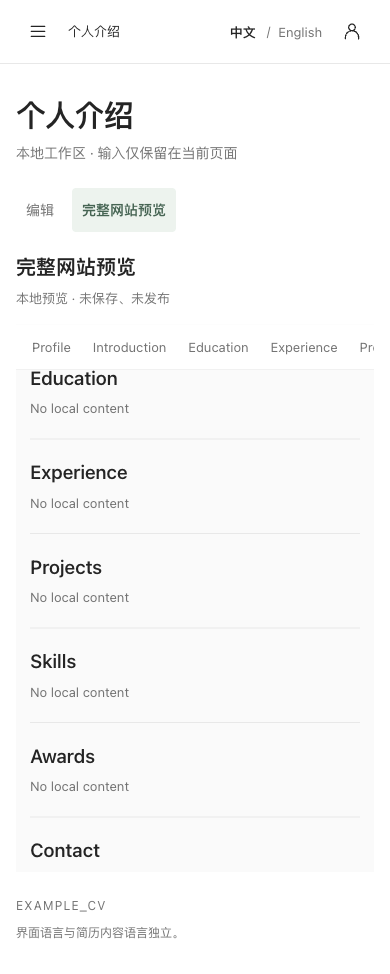 个人介绍
中文 / English
个人介绍
本地工作区 · 输入仅保留在当前页面
编辑
完整网站预览
完整网站预览
本地预览 · 未保存、未发布
Profile Introduction Education Experience
Education
No local content
Experience
No local content
Projects
No local content
Skills
No local content
Awards
No local content
Contact
EXAMPLE_CV
界面语言与简历内容语言独立。